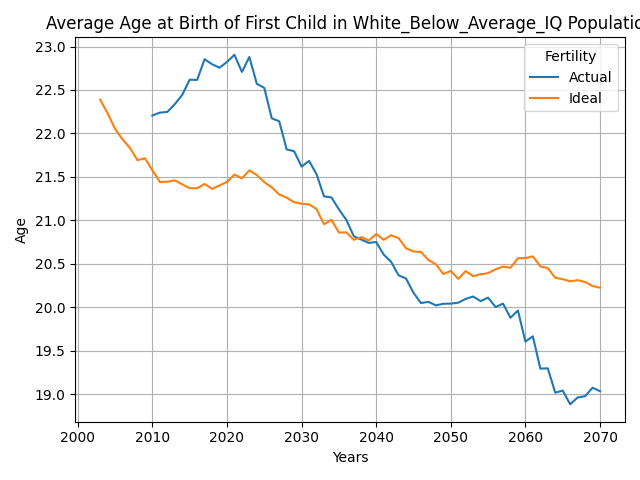 Average Age at Birth of First Child in White_Below_Average_IQ Populatio
Fertility
Actual
Ideal
23.0
22.5
22.0
21.5
21.0
20.5
20.0
19.5
19.0
Age
2000 2010 2020 2030 2040 2050 2060 2070
Years